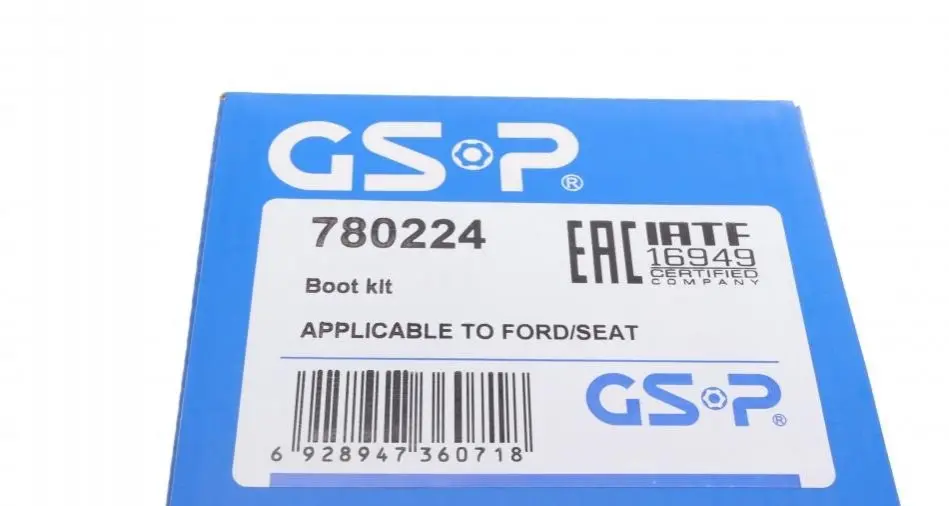 GSP®
780224
EAC
IATF
16949
CERTIFIED
COMPANY
Boot kit
APPLICABLE TO FORD/SEAT
GSP®
6 928947 360718